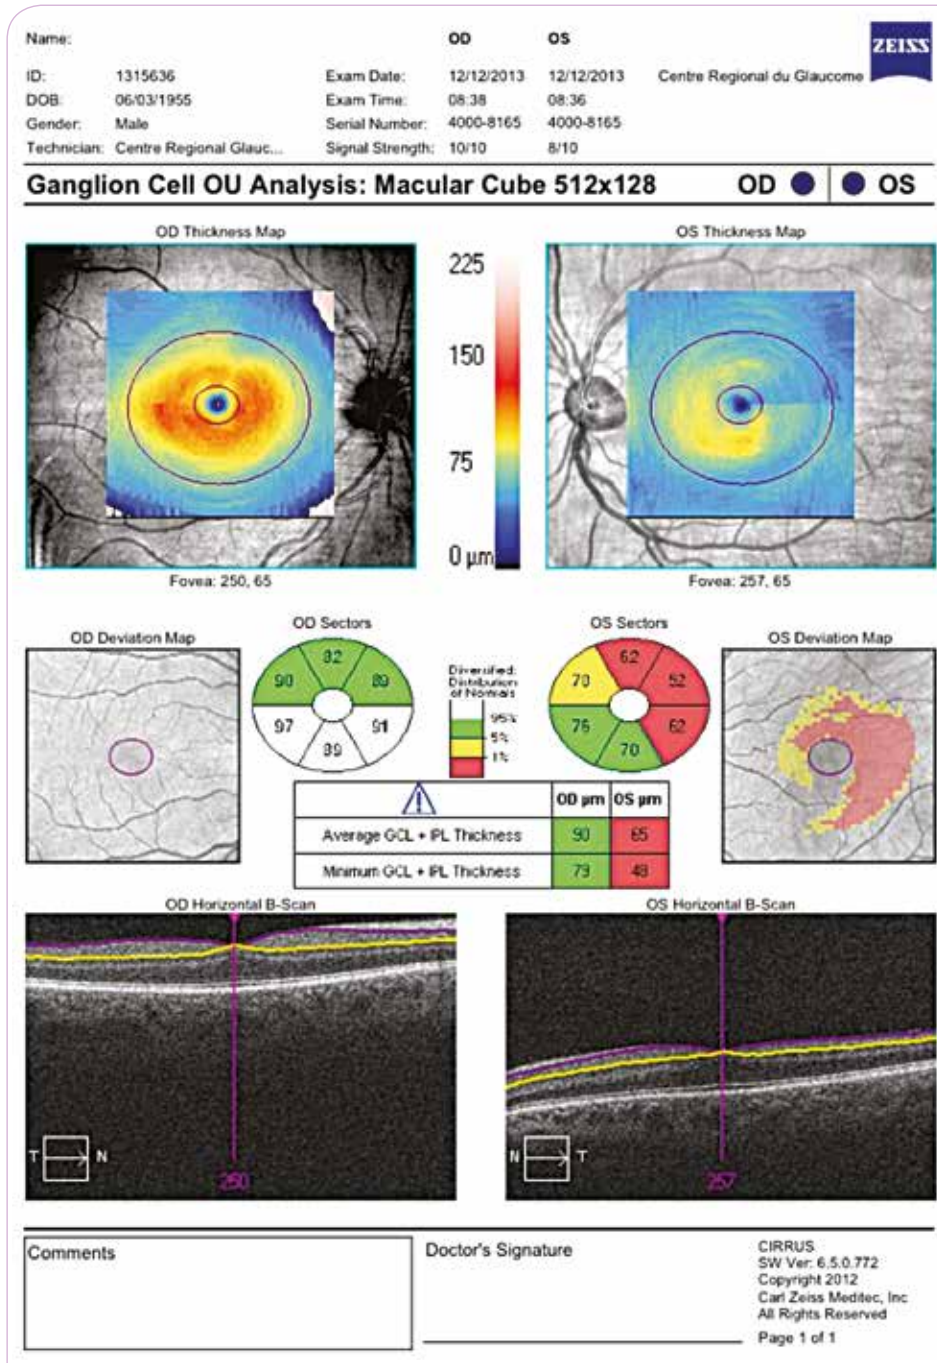 Name: OD OS
ZEISS
ID: 1315636 Exam Date: 12/12/2013 12/12/2013 Centre Regional du Glaucome
DOB: 06/03/1955 Exam Time: 08:38 08:36
Gender: Male Serial Number: 4000-8165 4000-8165
Technician: Centre Regional Glauc... Signal Strength: 10/10 8/10
Ganglion Cell OU Analysis: Macular Cube 512x128 OD OS
OD Thickness Map OS Thickness Map
225
150
75
0 µm
Fovea: 250, 65 Fovea: 257, 65
OD Deviation Map OD Sectors OS Sectors OS Deviation Map
82
90 89
97 91
89
Diversified:
Distribution
of Normals
95%
5%
1%
62
70 52
76 62
70
OD µm OS µm
Average GCL + IPL Thickness 90 65
Minimum GCL + IPL Thickness 79 48
OD Horizontal B-Scan OS Horizontal B-Scan
T N
250
N T
257
Comments Doctor's Signature
CIRRUS
SW Ver: 6.5.0.772
Copyright 2012
Carl Zeiss Meditec, Inc
All Rights Reserved
Page 1 of 1